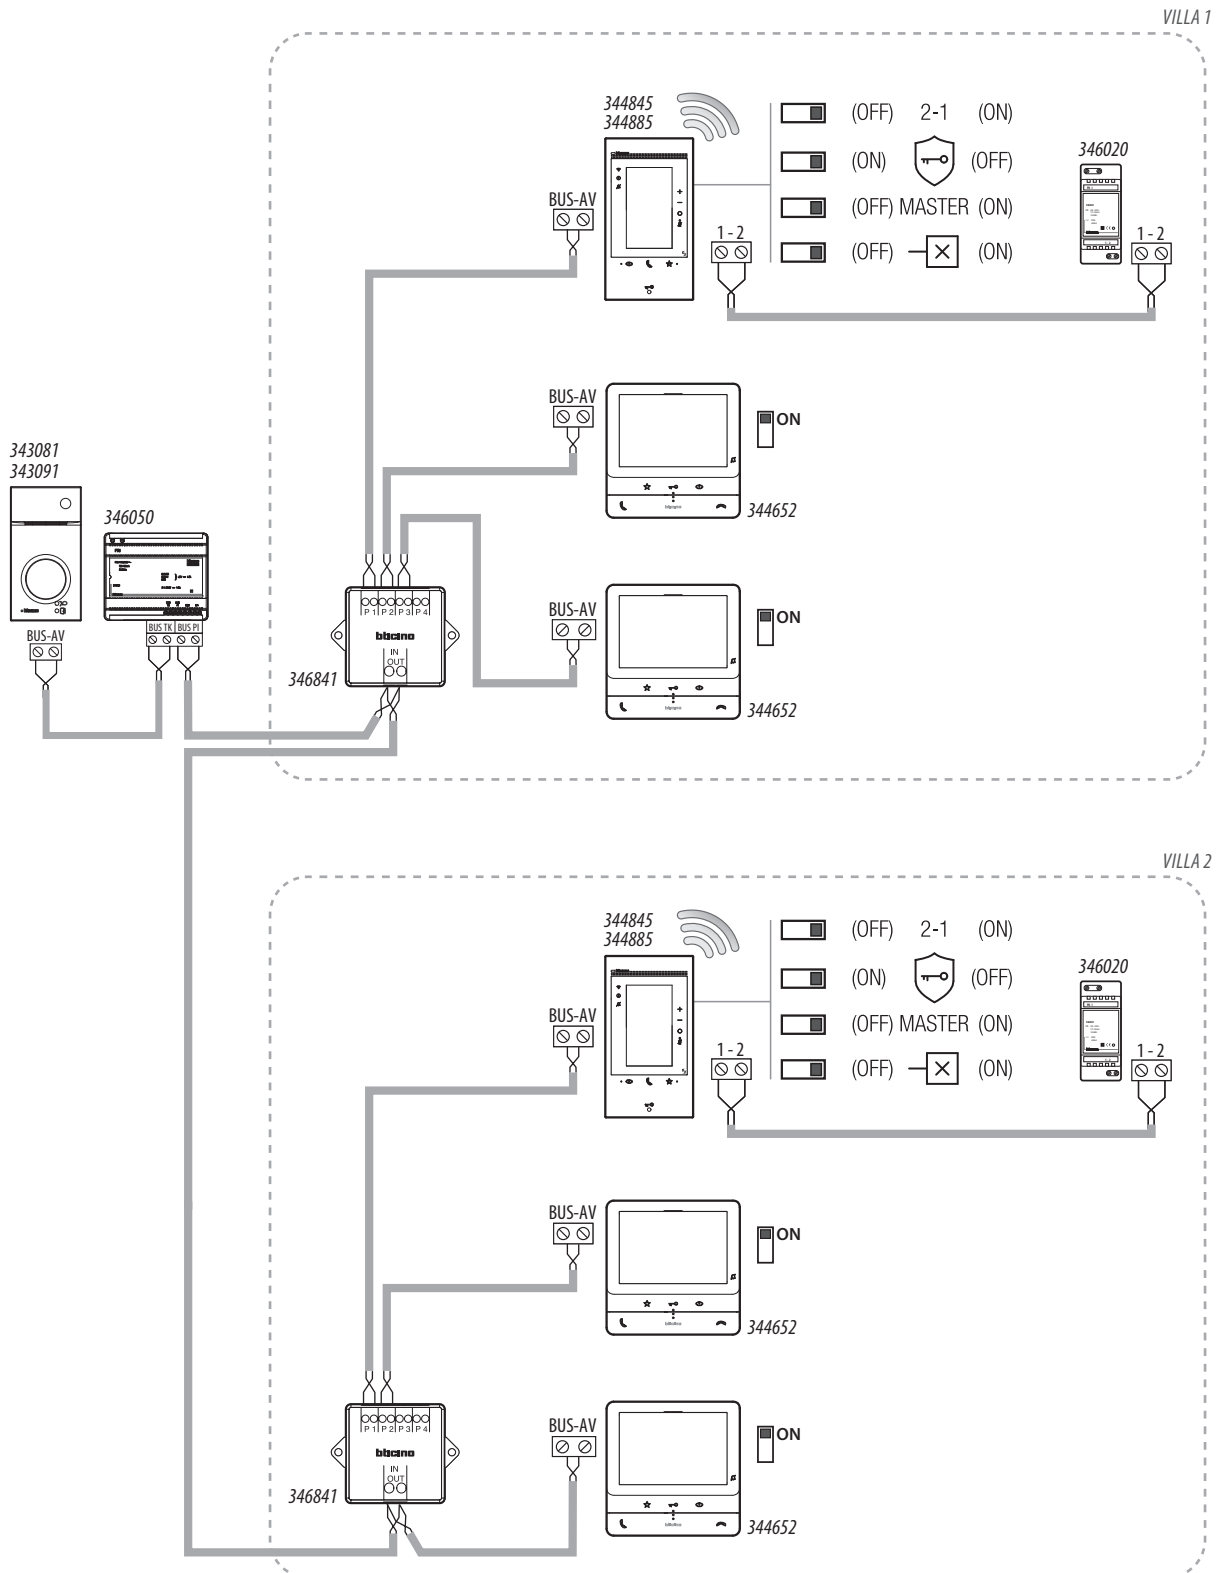 VILLA 1
344845
344885
(OFF) 2-1 (ON)
(ON) (OFF)
(OFF) MASTER (ON)
(OFF) (ON)
346020
BUS-AV
1 - 2
1 - 2
BUS-AV
ON
344652
343081
343091
346050
BUS TK BUS PI
BUS-AV
P1 P2 P3 P4
bticino
IN
OUT
346841
BUS-AV
ON
344652
VILLA 2
344845
344885
(OFF) 2-1 (ON)
(ON) (OFF)
(OFF) MASTER (ON)
(OFF) (ON)
346020
BUS-AV
1 - 2
1 - 2
BUS-AV
ON
344652
P1 P2 P3 P4
bticino
IN
OUT
346841
BUS-AV
ON
344652